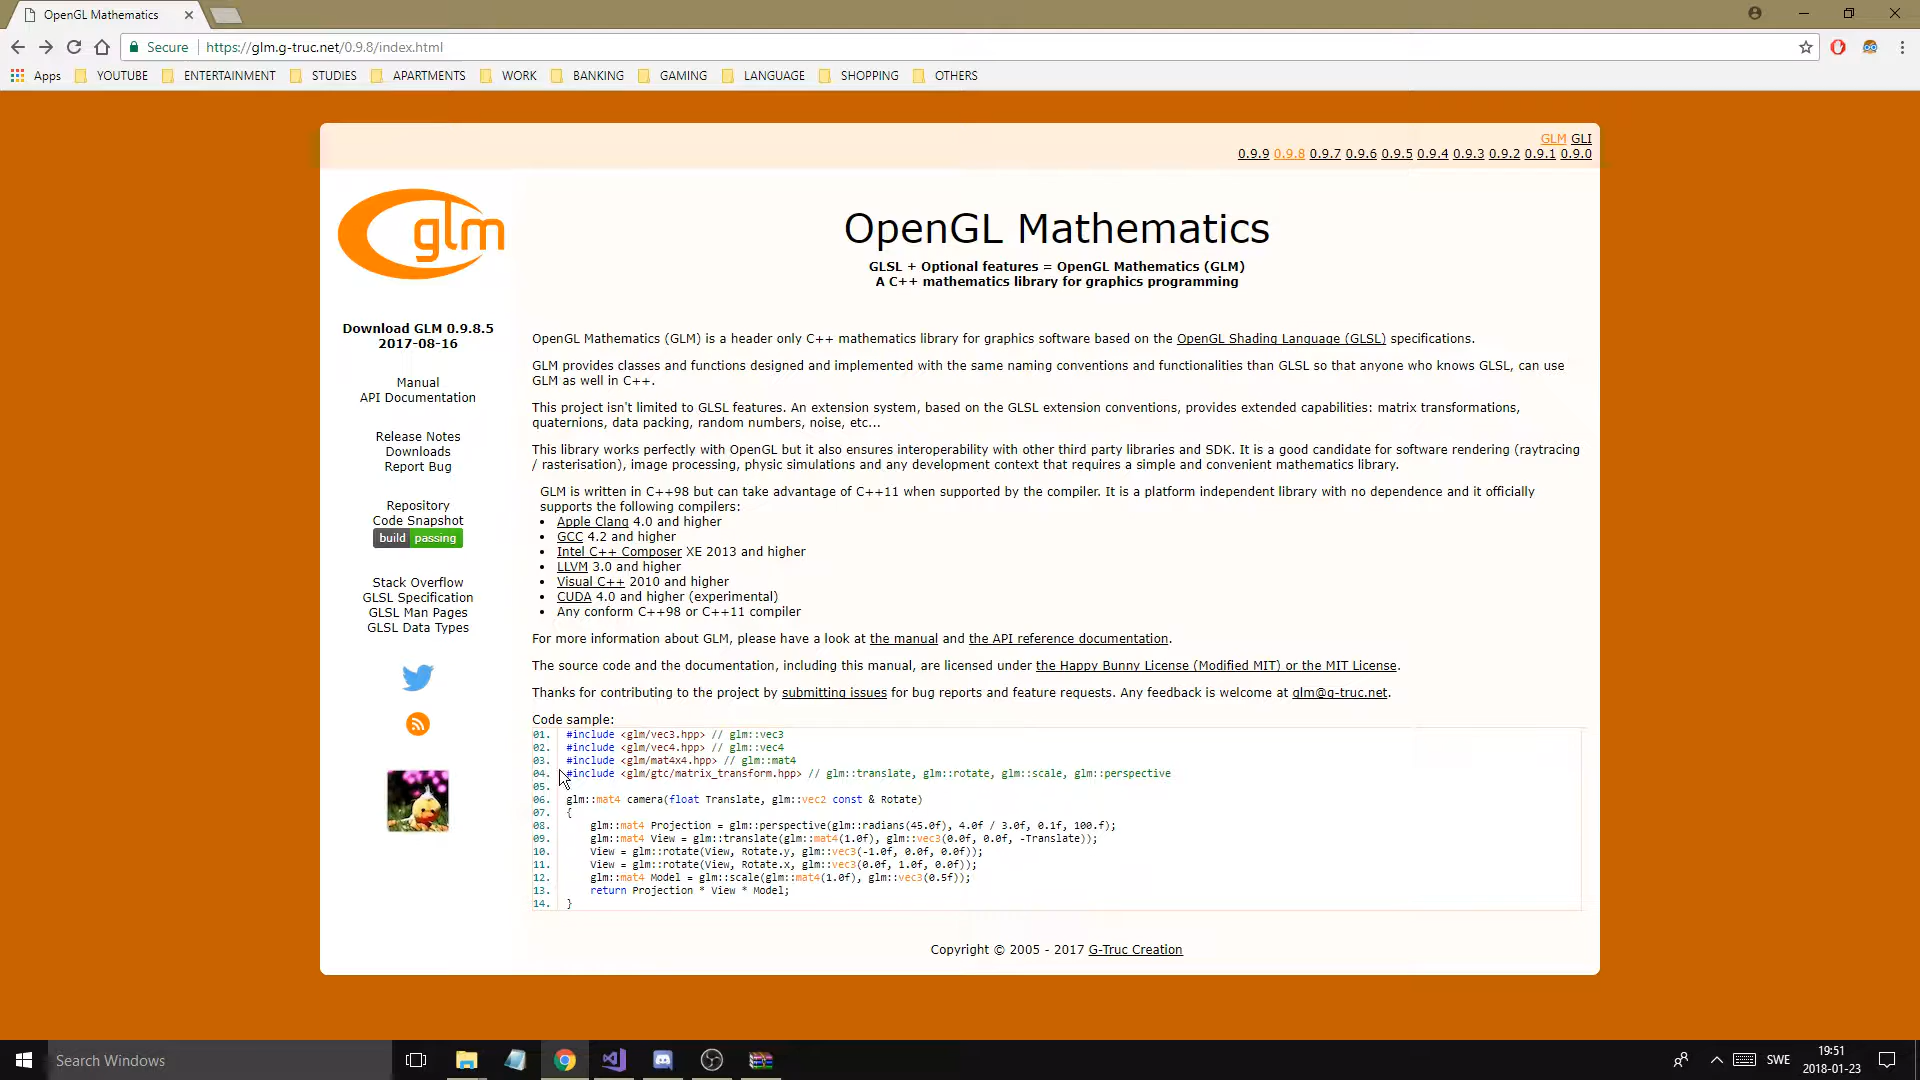 OpenGL Mathematics
Secure https://glm.g-truc.net/0.9.8/index.html
Apps YOUTUBE ENTERTAINMENT STUDIES APARTMENTS WORK BANKING GAMING LANGUAGE SHOPPING OTHERS
GLM GLI
0.9.9 0.9.8 0.9.7 0.9.6 0.9.5 0.9.4 0.9.3 0.9.2 0.9.1 0.9.0
glm
Download GLM 0.9.8.5
2017-08-16
Manual
API Documentation
Release Notes
Downloads
Report Bug
Repository
Code Snapshot
build passing
Stack Overflow
GLSL Specification
GLSL Man Pages
GLSL Data Types
OpenGL Mathematics
GLSL + Optional features = OpenGL Mathematics (GLM)
A C++ mathematics library for graphics programming
OpenGL Mathematics (GLM) is a header only C++ mathematics library for graphics software based on the OpenGL Shading Language (GLSL) specifications.
GLM provides classes and functions designed and implemented with the same naming conventions and functionalities than GLSL so that anyone who knows GLSL, can use
GLM as well in C++.
This project isn't limited to GLSL features. An extension system, based on the GLSL extension conventions, provides extended capabilities: matrix transformations,
quaternions, data packing, random numbers, noise, etc...
This library works perfectly with OpenGL but it also ensures interoperability with other third party libraries and SDK. It is a good candidate for software rendering (raytracing
/ rasterisation), image processing, physic simulations and any development context that requires a simple and convenient mathematics library.
GLM is written in C++98 but can take advantage of C++11 when supported by the compiler. It is a platform independent library with no dependence and it officially
supports the following compilers:
• Apple Clang 4.0 and higher
• GCC 4.2 and higher
• Intel C++ Composer XE 2013 and higher
• LLVM 3.0 and higher
• Visual C++ 2010 and higher
• CUDA 4.0 and higher (experimental)
• Any conform C++98 or C++11 compiler
For more information about GLM, please have a look at the manual and the API reference documentation.
The source code and the documentation, including this manual, are licensed under the Happy Bunny License (Modified MIT) or the MIT License.
Thanks for contributing to the project by submitting issues for bug reports and feature requests. Any feedback is welcome at glm@g-truc.net.
Code sample:
01. #include <glm/vec3.hpp> // glm::vec3
02. #include <glm/vec4.hpp> // glm::vec4
03. #include <glm/mat4x4.hpp> // glm::mat4
04. #include <glm/gtc/matrix_transform.hpp> // glm::translate, glm::rotate, glm::scale, glm::perspective
05.
06. glm::mat4 camera(float Translate, glm::vec2 const & Rotate)
07. {
08. glm::mat4 Projection = glm::perspective(glm::radians(45.0f), 4.0f / 3.0f, 0.1f, 100.f);
09. glm::mat4 View = glm::translate(glm::mat4(1.0f), glm::vec3(0.0f, 0.0f, -Translate));
10. View = glm::rotate(View, Rotate.y, glm::vec3(-1.0f, 0.0f, 0.0f));
11. View = glm::rotate(View, Rotate.x, glm::vec3(0.0f, 1.0f, 0.0f));
12. glm::mat4 Model = glm::scale(glm::mat4(1.0f), glm::vec3(0.5f));
13. return Projection * View * Model;
14. }
Copyright © 2005 - 2017 G-Truc Creation
Search Windows
SWE
19:51
2018-01-23